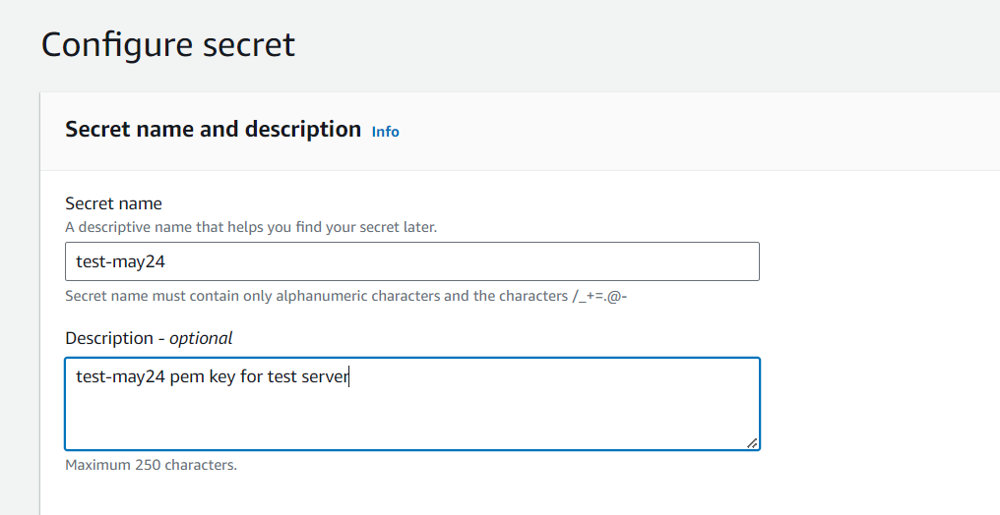 Configure secret
Secret name and description Info
Secret name
A descriptive name that helps you find your secret later.
test-may24
Secret name must contain only alphanumeric characters and the characters /_+=.@-
Description - optional
test-may24 pem key for test server
Maximum 250 characters.